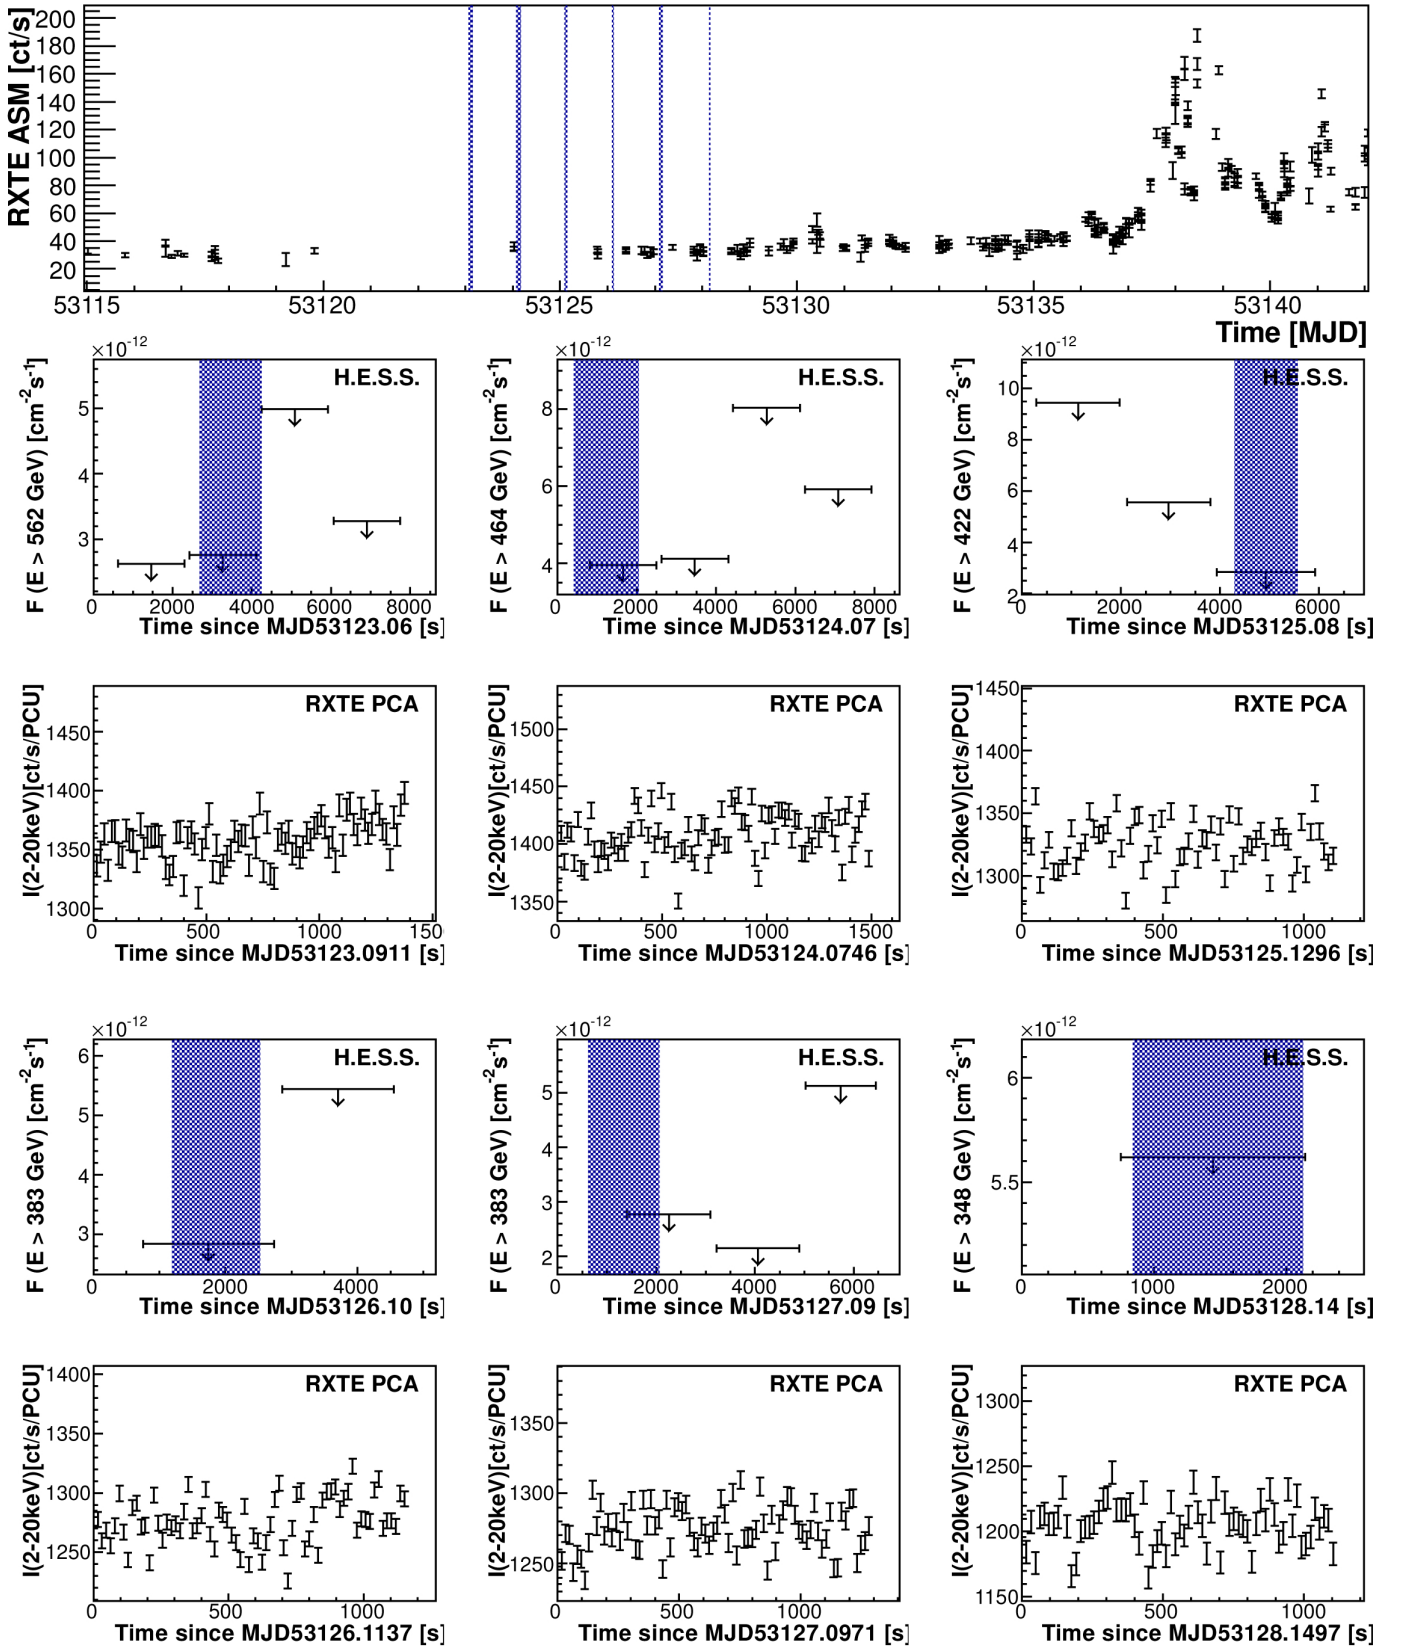 RXTE ASM [ct/s]
200
180
160
140
120
100
80
60
40
20
53115 53120 53125 53130 53135 53140
Time [MJD]
×10-12 ×10-12 ×10-12
F (E > 562 GeV) [cm-2s-1]
H.E.S.S.
5
4
3
0 2000 4000 6000 8000
Time since MJD53123.06 [s]
F (E > 464 GeV) [cm-2s-1]
H.E.S.S.
8
6
4
0 2000 4000 6000 8000
Time since MJD53124.07 [s]
F (E > 422 GeV) [cm-2s-1]
H.E.S.S.
10
8
6
4
2
0 2000 4000 6000
Time since MJD53125.08 [s]
I(2-20keV)[ct/s/PCU]
RXTE PCA
1450
1400
1350
1300
0 500 1000 150
Time since MJD53123.0911 [s]
I(2-20keV)[ct/s/PCU]
RXTE PCA
1500
1450
1400
1350
0 500 1000 1500
Time since MJD53124.0746 [s]
I(2-20keV)[ct/s/PCU]
RXTE PCA
1450
1400
1350
1300
0 500 1000
Time since MJD53125.1296 [s]
×10-12 ×10-12 ×10-12
F (E > 383 GeV) [cm-2s-1]
H.E.S.S.
6
5
4
3
0 2000 4000
Time since MJD53126.10 [s]
F (E > 383 GeV) [cm-2s-1]
H.E.S.S.
5
4
3
2
0 2000 4000 6000
Time since MJD53127.09 [s]
F (E > 348 GeV) [cm-2s-1]
H.E.S.S.
6
5.5
0 1000 2000
Time since MJD53128.14 [s]
I(2-20keV)[ct/s/PCU]
RXTE PCA
1400
1350
1300
1250
0 500 1000
Time since MJD53126.1137 [s]
I(2-20keV)[ct/s/PCU]
RXTE PCA
1350
1300
1250
0 500 1000
Time since MJD53127.0971 [s]
I(2-20keV)[ct/s/PCU]
RXTE PCA
1300
1250
1200
1150
0 500 1000
Time since MJD53128.1497 [s]